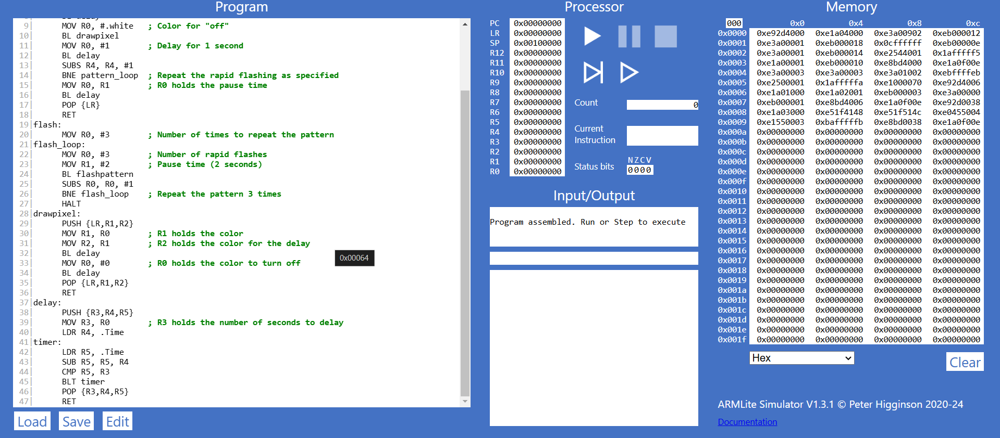 Program
8| BL delay
9| MOV R0, #.white ; Color for "off"
10| BL drawpixel
11| MOV R0, #1 ; Delay for 1 second
12| BL delay
13| SUBS R4, R4, #1
14| BNE pattern_loop ; Repeat the rapid flashing as specified
15| MOV R0, R1 ; R0 holds the pause time
16| BL delay
17| POP {LR}
18| RET
19|flash:
20| MOV R0, #3 ; Number of times to repeat the pattern
21|flash_loop:
22| MOV R0, #3 ; Number of rapid flashes
23| MOV R1, #2 ; Pause time (2 seconds)
24| BL flashpattern
25| SUBS R0, R0, #1
26| BNE flash_loop ; Repeat the pattern 3 times
27| HALT
28|drawpixel:
29| PUSH {LR,R1,R2}
30| MOV R1, R0 ; R1 holds the color
31| MOV R2, R1 ; R2 holds the color for the delay
32| BL delay
33| MOV R0, #0 ; R0 holds the color to turn off
0x00064
34| BL delay
35| POP {LR,R1,R2}
36| RET
37|delay:
38| PUSH {R3,R4,R5}
39| MOV R3, R0 ; R3 holds the number of seconds to delay
40| LDR R4, .Time
41|timer:
42| LDR R5, .Time
43| SUB R5, R5, R4
44| CMP R5, R3
45| BLT timer
46| POP {R3,R4,R5}
47| RET
Load Save Edit
Processor
PC 0x00000000
LR 0x00000000
SP 0x00100000
R12 0x00000000
R11 0x00000000
R10 0x00000000
R9 0x00000000
R8 0x00000000
R7 0x00000000
R6 0x00000000
R5 0x00000000
R4 0x00000000
R3 0x00000000
R2 0x00000000
R1 0x00000000
R0 0x00000000
Count 0
Current
Instruction
NZCV
Status bits 0000
Input/Output
Program assembled. Run or Step to execute
Memory
000 0x0 0x4 0x8 0xc
0x0000 0xe92d4000 0xe1a04000 0xe3a00902 0xeb000012
0x0001 0xe3a00001 0xeb000018 0x0cffffff 0xeb00000e
0x0002 0xe3a00001 0xeb000014 0xe2544001 0x1afffff5
0x0003 0xe1a00001 0xeb000010 0xe8bd4000 0xe1a0f00e
0x0004 0xe3a00003 0xe3a00003 0xe3a01002 0xebffffeb
0x0005 0xe2500001 0x1afffffa 0xe1000070 0xe92d4006
0x0006 0xe1a01000 0xe1a02001 0xeb000003 0xe3a00000
0x0007 0xeb000001 0xe8bd4006 0xe1a0f00e 0xe92d0038
0x0008 0xe1a03000 0xe51f4148 0xe51f514c 0xe0455004
0x0009 0xe1550003 0xbafffffb 0xe8bd0038 0xe1a0f00e
0x000a 0x00000000 0x00000000 0x00000000 0x00000000
0x000b 0x00000000 0x00000000 0x00000000 0x00000000
0x000c 0x00000000 0x00000000 0x00000000 0x00000000
0x000d 0x00000000 0x00000000 0x00000000 0x00000000
0x000e 0x00000000 0x00000000 0x00000000 0x00000000
0x000f 0x00000000 0x00000000 0x00000000 0x00000000
0x0010 0x00000000 0x00000000 0x00000000 0x00000000
0x0011 0x00000000 0x00000000 0x00000000 0x00000000
0x0012 0x00000000 0x00000000 0x00000000 0x00000000
0x0013 0x00000000 0x00000000 0x00000000 0x00000000
0x0014 0x00000000 0x00000000 0x00000000 0x00000000
0x0015 0x00000000 0x00000000 0x00000000 0x00000000
0x0016 0x00000000 0x00000000 0x00000000 0x00000000
0x0017 0x00000000 0x00000000 0x00000000 0x00000000
0x0018 0x00000000 0x00000000 0x00000000 0x00000000
0x0019 0x00000000 0x00000000 0x00000000 0x00000000
0x001a 0x00000000 0x00000000 0x00000000 0x00000000
0x001b 0x00000000 0x00000000 0x00000000 0x00000000
0x001c 0x00000000 0x00000000 0x00000000 0x00000000
0x001d 0x00000000 0x00000000 0x00000000 0x00000000
0x001e 0x00000000 0x00000000 0x00000000 0x00000000
0x001f 0x00000000 0x00000000 0x00000000 0x00000000
Hex
Clear
ARMLite Simulator V1.3.1 © Peter Higginson 2020-24
Documentation